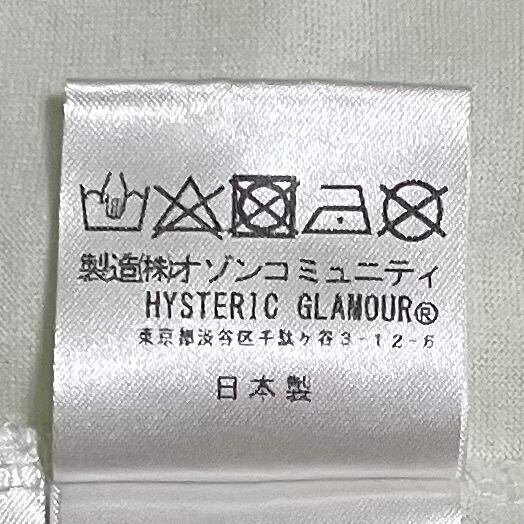 製造(株)オゾンコミュニティ
HYSTERIC GLAMOUR®
東京都渋谷区千駄ヶ谷3-12-6
日本製